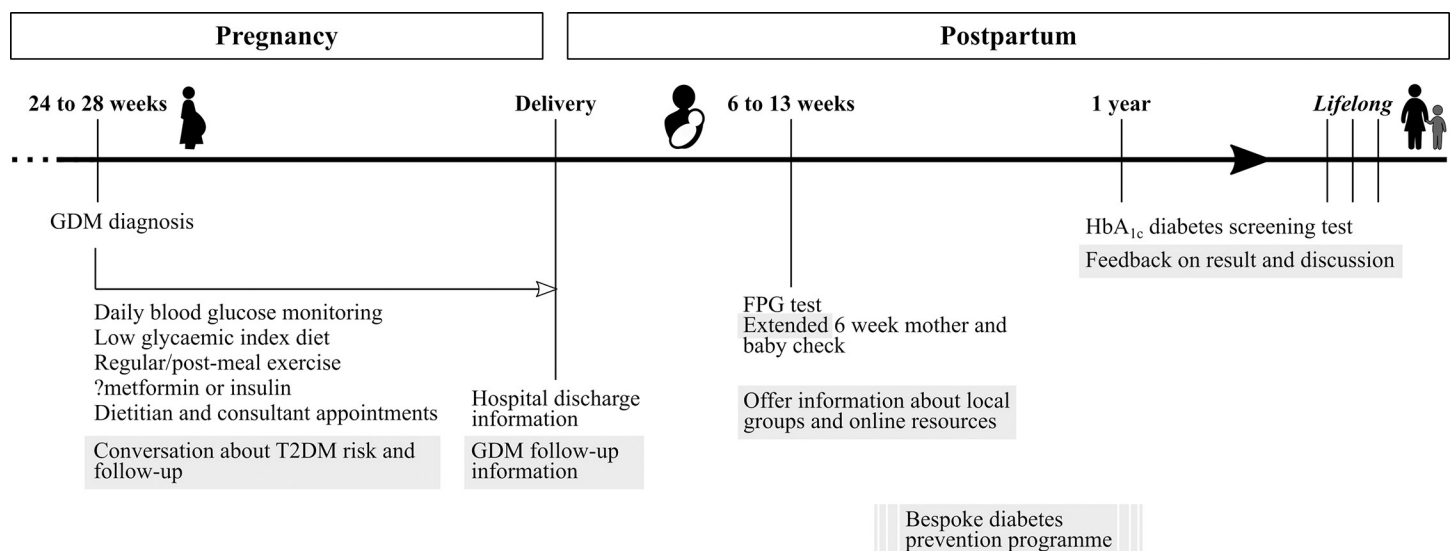 Pregnancy
Postpartum
24 to 28 weeks
Delivery
6 to 13 weeks
1 year
Lifelong
GDM diagnosis
Daily blood glucose monitoring
Low glycaemic index diet
Regular/post-meal exercise
?metformin or insulin
Dietitian and consultant appointments
Conversation about T2DM risk and
follow-up
Hospital discharge
information
GDM follow-up
information
FPG test
Extended 6 week mother and
baby check
Offer information about local
groups and online resources
HbA1c diabetes screening test
Feedback on result and discussion
Bespoke diabetes
prevention programme